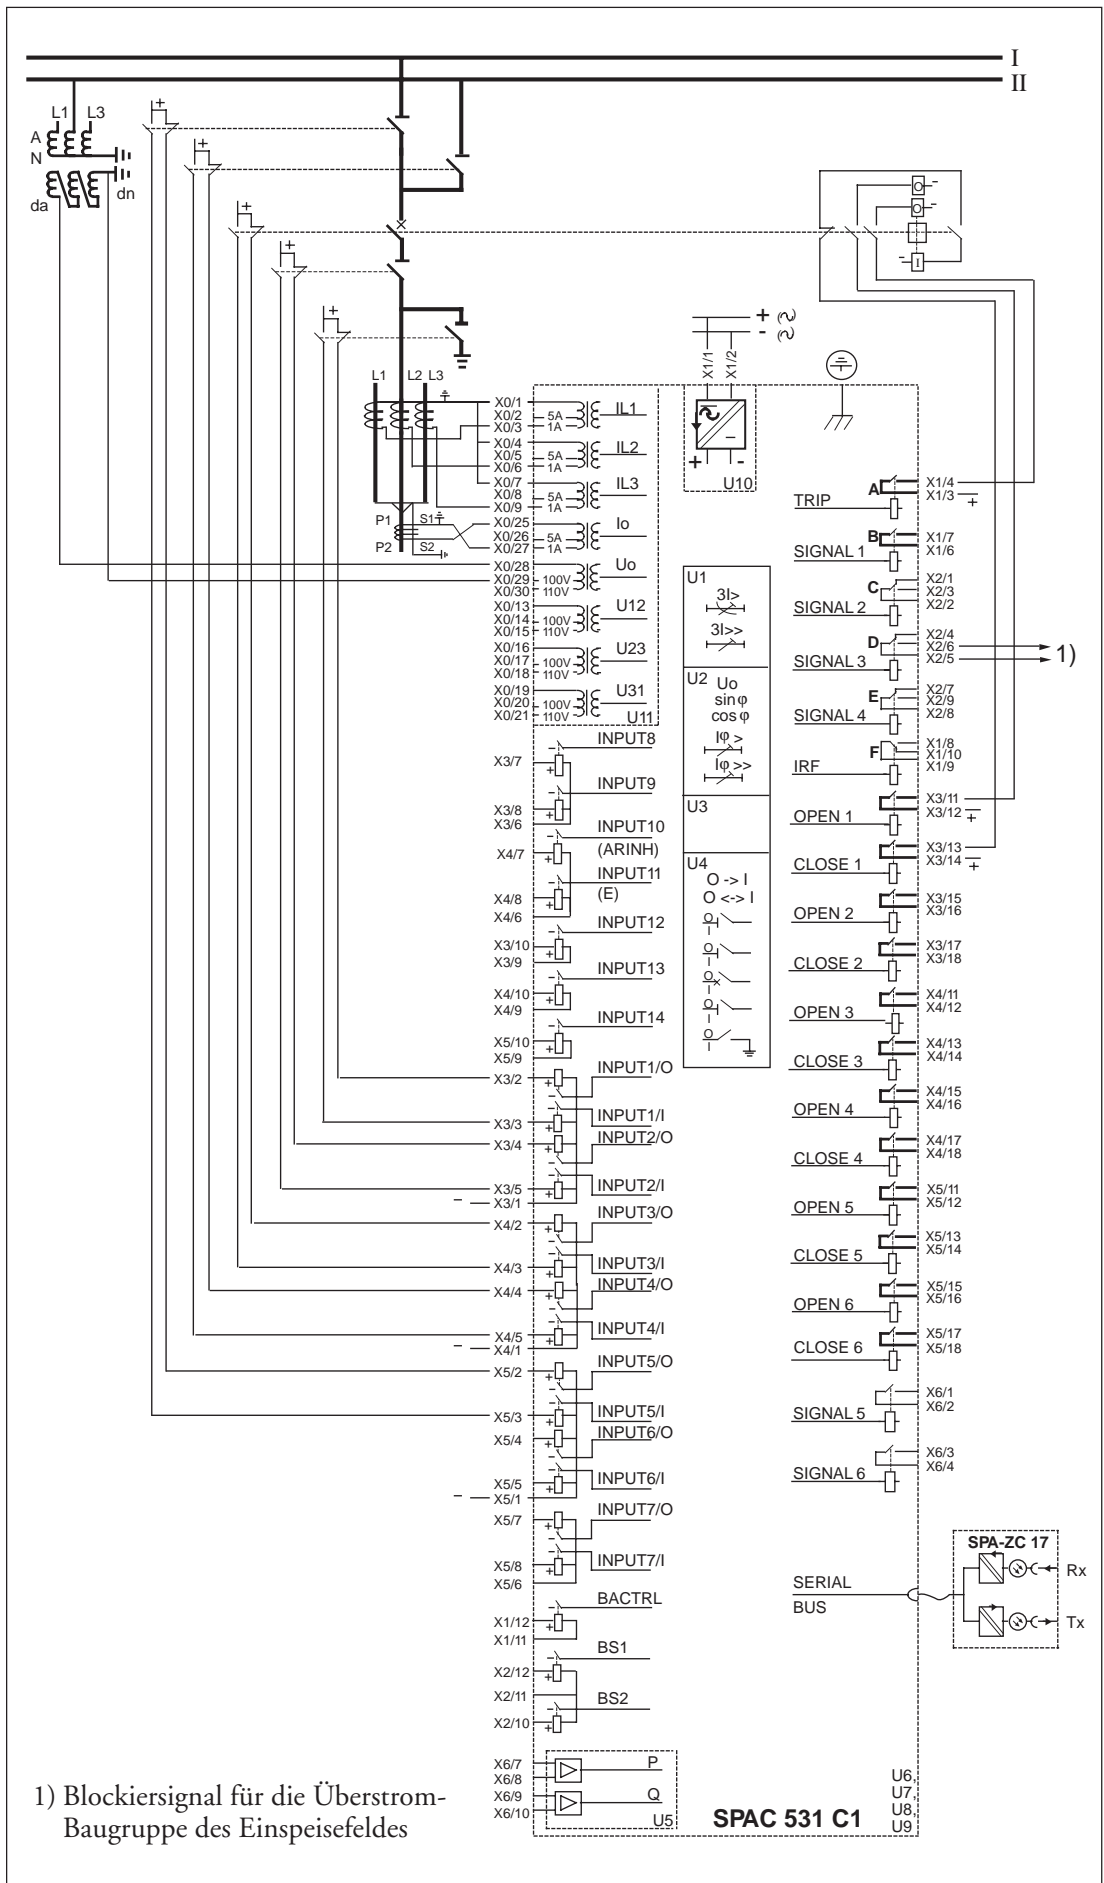 I
II
L1 L3
A
N
da
dn
+
+
+
+
+
O -
O -
- I
+ (∿)
- (∿)
X1/1
X1/2
L1 L2 L3
P1
P2
S1
S2
X0/1
X0/2 5A
X0/3 1A
IL1
X0/4
X0/5 5A
X0/6 1A
IL2
X0/7
X0/8 5A
X0/9 1A
IL3
X0/25
X0/26 5A
X0/27 1A
Io
X0/28
X0/29 100V
X0/30 110V
Uo
X0/13
X0/14 100V
X0/15 110V
U12
X0/16
X0/17 100V
X0/18 110V
U23
X0/19
X0/20 100V
X0/21 110V
U31
U11
+ -
U10
U1
3I>
3I>>
U2
Uo
sinφ
cosφ
Iφ >
Iφ >>
U3
U4
O -> I
O <-> I
O
I
O
I
O
I
O
I
O
I
X3/7
INPUT8
INPUT9
X3/8
X3/6
INPUT10
(ARINH)
X4/7
INPUT11
(E)
X4/8
X4/6
INPUT12
X3/10
X3/9
INPUT13
X4/10
X4/9
INPUT14
X5/10
X5/9
X3/2
INPUT1/O
X3/3
INPUT1/I
X3/4
INPUT2/O
X3/5
INPUT2/I
- X3/1
X4/2
INPUT3/O
X4/3
INPUT3/I
X4/4
INPUT4/O
X4/5
INPUT4/I
- X4/1
X5/2
INPUT5/O
X5/3
INPUT5/I
X5/4
INPUT6/O
X5/5
INPUT6/I
- X5/1
X5/7
INPUT7/O
X5/8
INPUT7/I
X5/6
BACTRL
X1/12
X1/11
BS1
X2/12
X2/11
BS2
X2/10
X6/7
X6/8
P
X6/9
X6/10
Q
U5
TRIP
A
X1/4
X1/3
SIGNAL 1
B
X1/7
X1/6
SIGNAL 2
C
X2/1
X2/3
X2/2
SIGNAL 3
D
X2/4
X2/6
X2/5
1)
SIGNAL 4
E
X2/7
X2/9
X2/8
IRF
F
X1/8
X1/10
X1/9
OPEN 1
X3/11
X3/12
CLOSE 1
X3/13
X3/14
OPEN 2
X3/15
X3/16
CLOSE 2
X3/17
X3/18
OPEN 3
X4/11
X4/12
CLOSE 3
X4/13
X4/14
OPEN 4
X4/15
X4/16
CLOSE 4
X4/17
X4/18
OPEN 5
X5/11
X5/12
CLOSE 5
X5/13
X5/14
OPEN 6
X5/15
X5/16
CLOSE 6
X5/17
X5/18
SIGNAL 5
X6/1
X6/2
SIGNAL 6
X6/3
X6/4
SERIAL
BUS
SPA-ZC 17
Rx
Tx
SPAC 531 C1
U6,
U7,
U8,
U9
1) Blockiersignal für die Überstrom-
Baugruppe des Einspeisefeldes